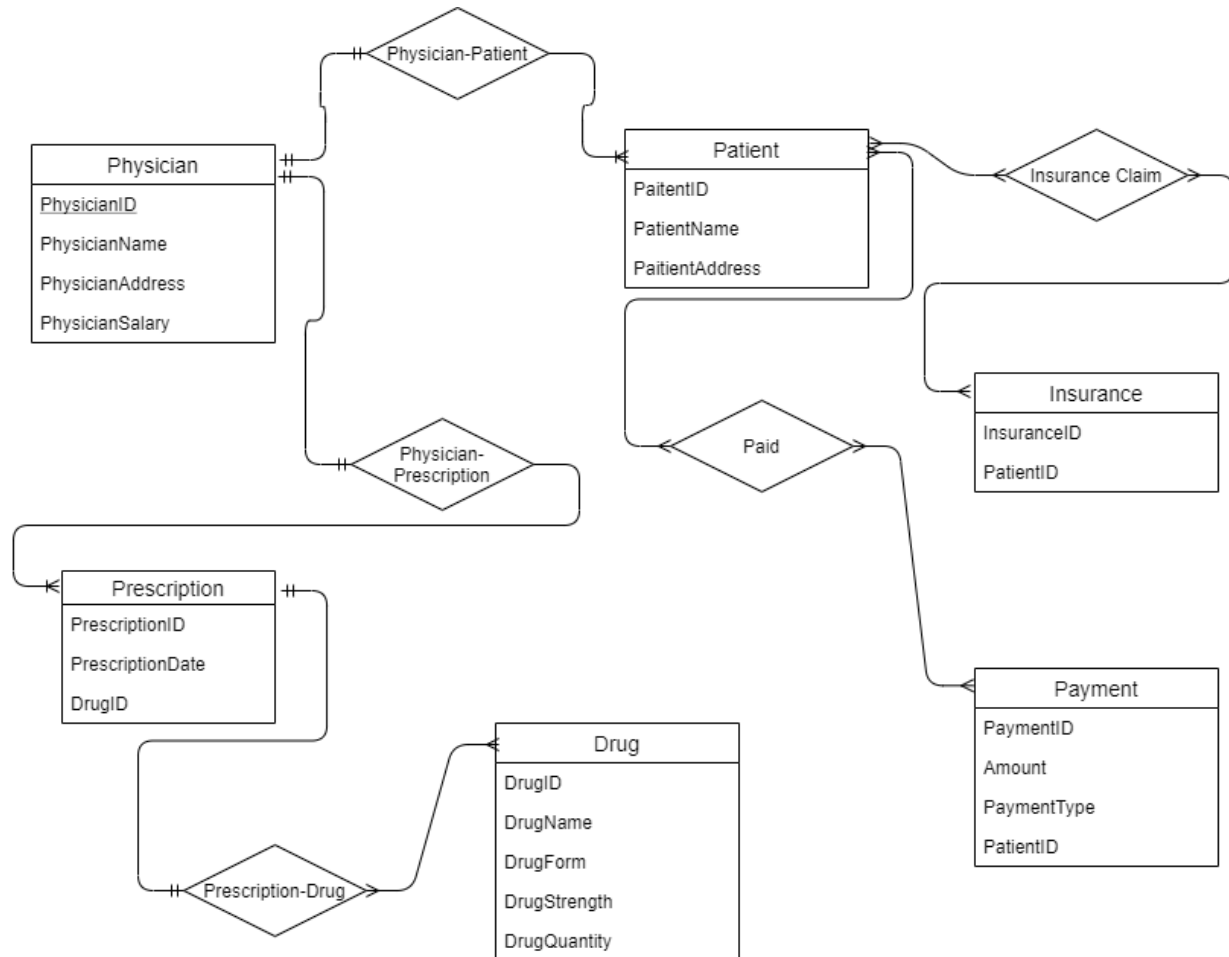 Physician-Patient
Physician
PhysicianID
PhysicianName
PhysicianAddress
PhysicianSalary
Patient
PaitentID
PatientName
PaitientAddress
Insurance Claim
Insurance
InsuranceID
PatientID
Physician-
Prescription
Paid
Prescription
PrescriptionID
PrescriptionDate
DrugID
Payment
PaymentID
Amount
PaymentType
PatientID
Drug
DrugID
DrugName
DrugForm
DrugStrength
DrugQuantity
Prescription-Drug